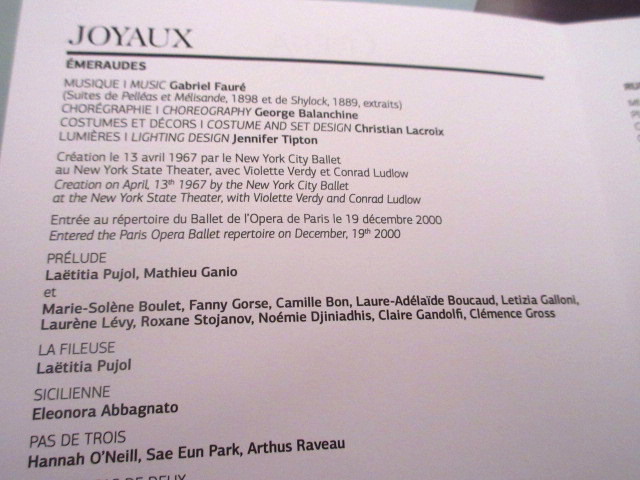 JOYAUX
ÉMERAUDES
MUSIQUE I MUSIC Gabriel Fauré
(Suites de Pelléas et Mélisande, 1898 et de Shylock, 1889, extraits)
CHORÉGRAPHIE I CHOREOGRAPHY George Balanchine
COSTUMES ET DÉCORS I COSTUME AND SET DESIGN Christian Lacroix
LUMIÈRES I LIGHTING DESIGN Jennifer Tipton
Création le 13 avril 1967 par le New York City Ballet
au New York State Theater, avec Violette Verdy et Conrad Ludlow
Creation on April, 13th 1967 by the New York City Ballet
at the New York State Theater, with Violette Verdy and Conrad Ludlow
Entrée au répertoire du Ballet de l'Opera de Paris le 19 décembre 2000
Entered the Paris Opera Ballet repertoire on December, 19th 2000
PRÉLUDE
Laëtitia Pujol, Mathieu Ganio
et
Marie-Solène Boulet, Fanny Gorse, Camille Bon, Laure-Adélaïde Boucaud, Letizia Galloni,
Laurène Lévy, Roxane Stojanov, Noémie Djiniadhis, Claire Gandolfi, Clémence Gross
LA FILEUSE
Laëtitia Pujol
SICILIENNE
Eleonora Abbagnato
PAS DE TROIS
Hannah O'Neill, Sae Eun Park, Arthus Raveau